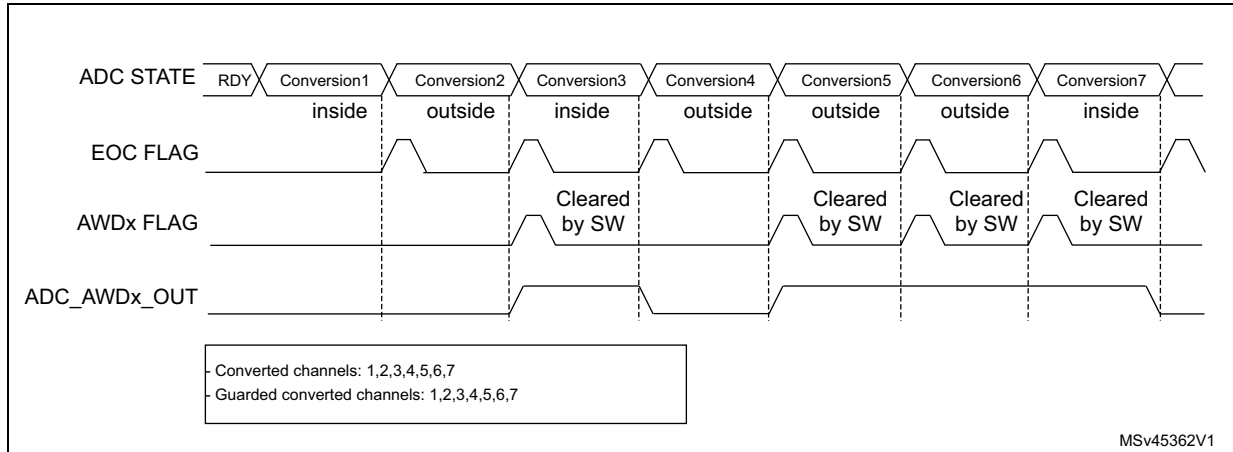 ADC STATE RDY Conversion1 Conversion2 Conversion3 Conversion4 Conversion5 Conversion6 Conversion7
inside outside inside outside outside outside inside
EOC FLAG
Cleared by SW Cleared by SW Cleared by SW Cleared by SW
AWDx FLAG
ADC_AWDx_OUT
- Converted channels: 1,2,3,4,5,6,7
- Guarded converted channels: 1,2,3,4,5,6,7
MSv45362V1